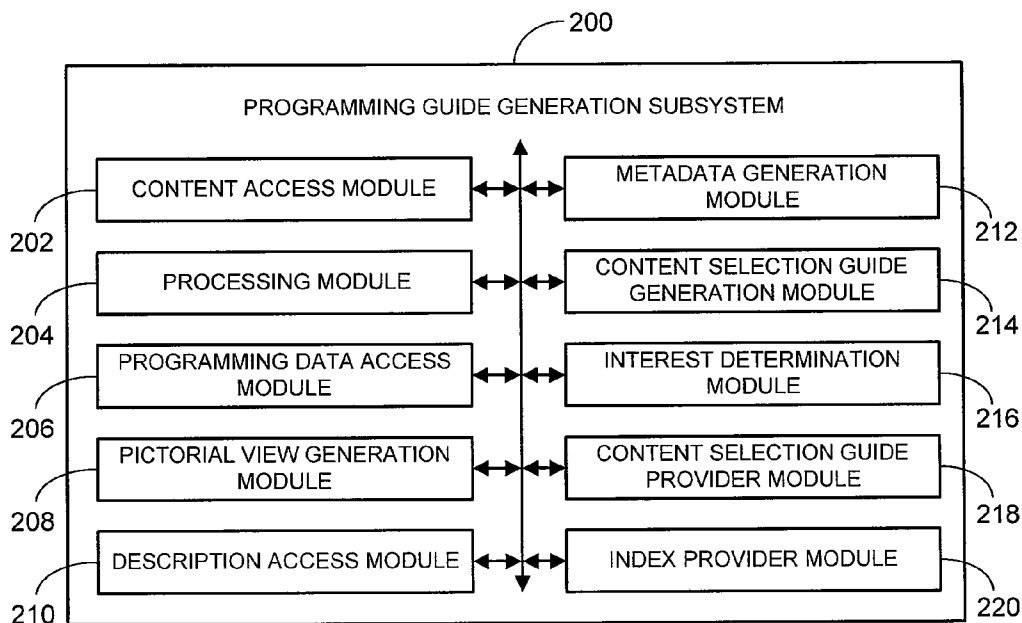 200
PROGRAMMING GUIDE GENERATION SUBSYSTEM
CONTENT ACCESS MODULE
202
PROCESSING MODULE
204
PROGRAMMING DATA ACCESS
MODULE
206
PICTORIAL VIEW GENERATION
MODULE
208
DESCRIPTION ACCESS MODULE
210
METADATA GENERATION
MODULE
212
CONTENT SELECTION GUIDE
GENERATION MODULE
214
INTEREST DETERMINATION
MODULE
216
CONTENT SELECTION GUIDE
PROVIDER MODULE
218
INDEX PROVIDER MODULE
220